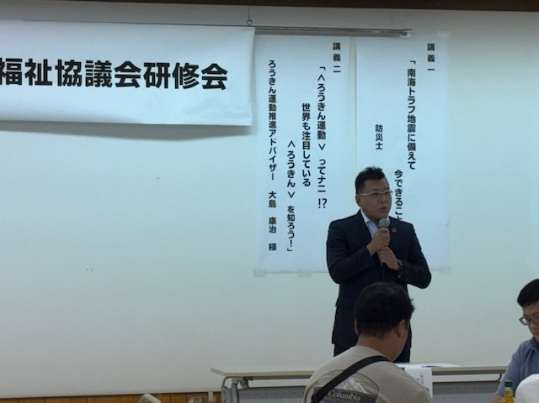 福祉協議会研修会
講義一
「南海トラフ地震に備えて
今できること
防災士
講義二
「<ろうきん運動>ってナニ!?
世界も注目している
<ろうきん>を知ろう!」
ろうきん運動推進アドバイザー 大島 康治 様
Columbia